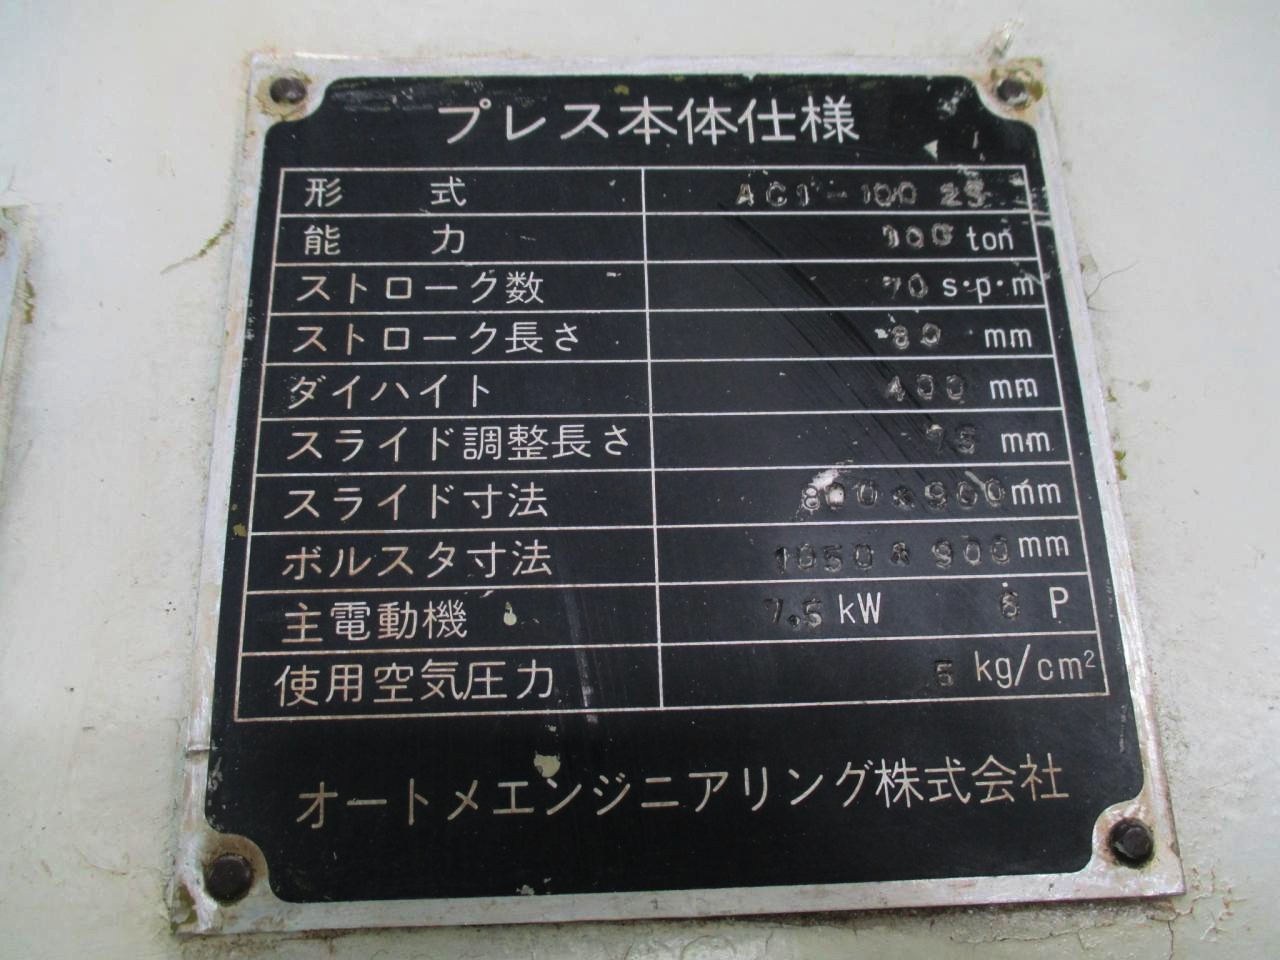 プレス本体仕様
形式 AC1-100 2S
能力 100 ton
ストローク数 70 s·p·m
ストローク長さ 80 mm
ダイハイト 400 mm
スライド調整長さ 75 mm
スライド寸法 800 × 900 mm
ボルスタ寸法 1050 × 900 mm
主電動機 7.5 kW 6 P
使用空気圧力 5 kg/cm²
オートメエンジニアリング株式会社